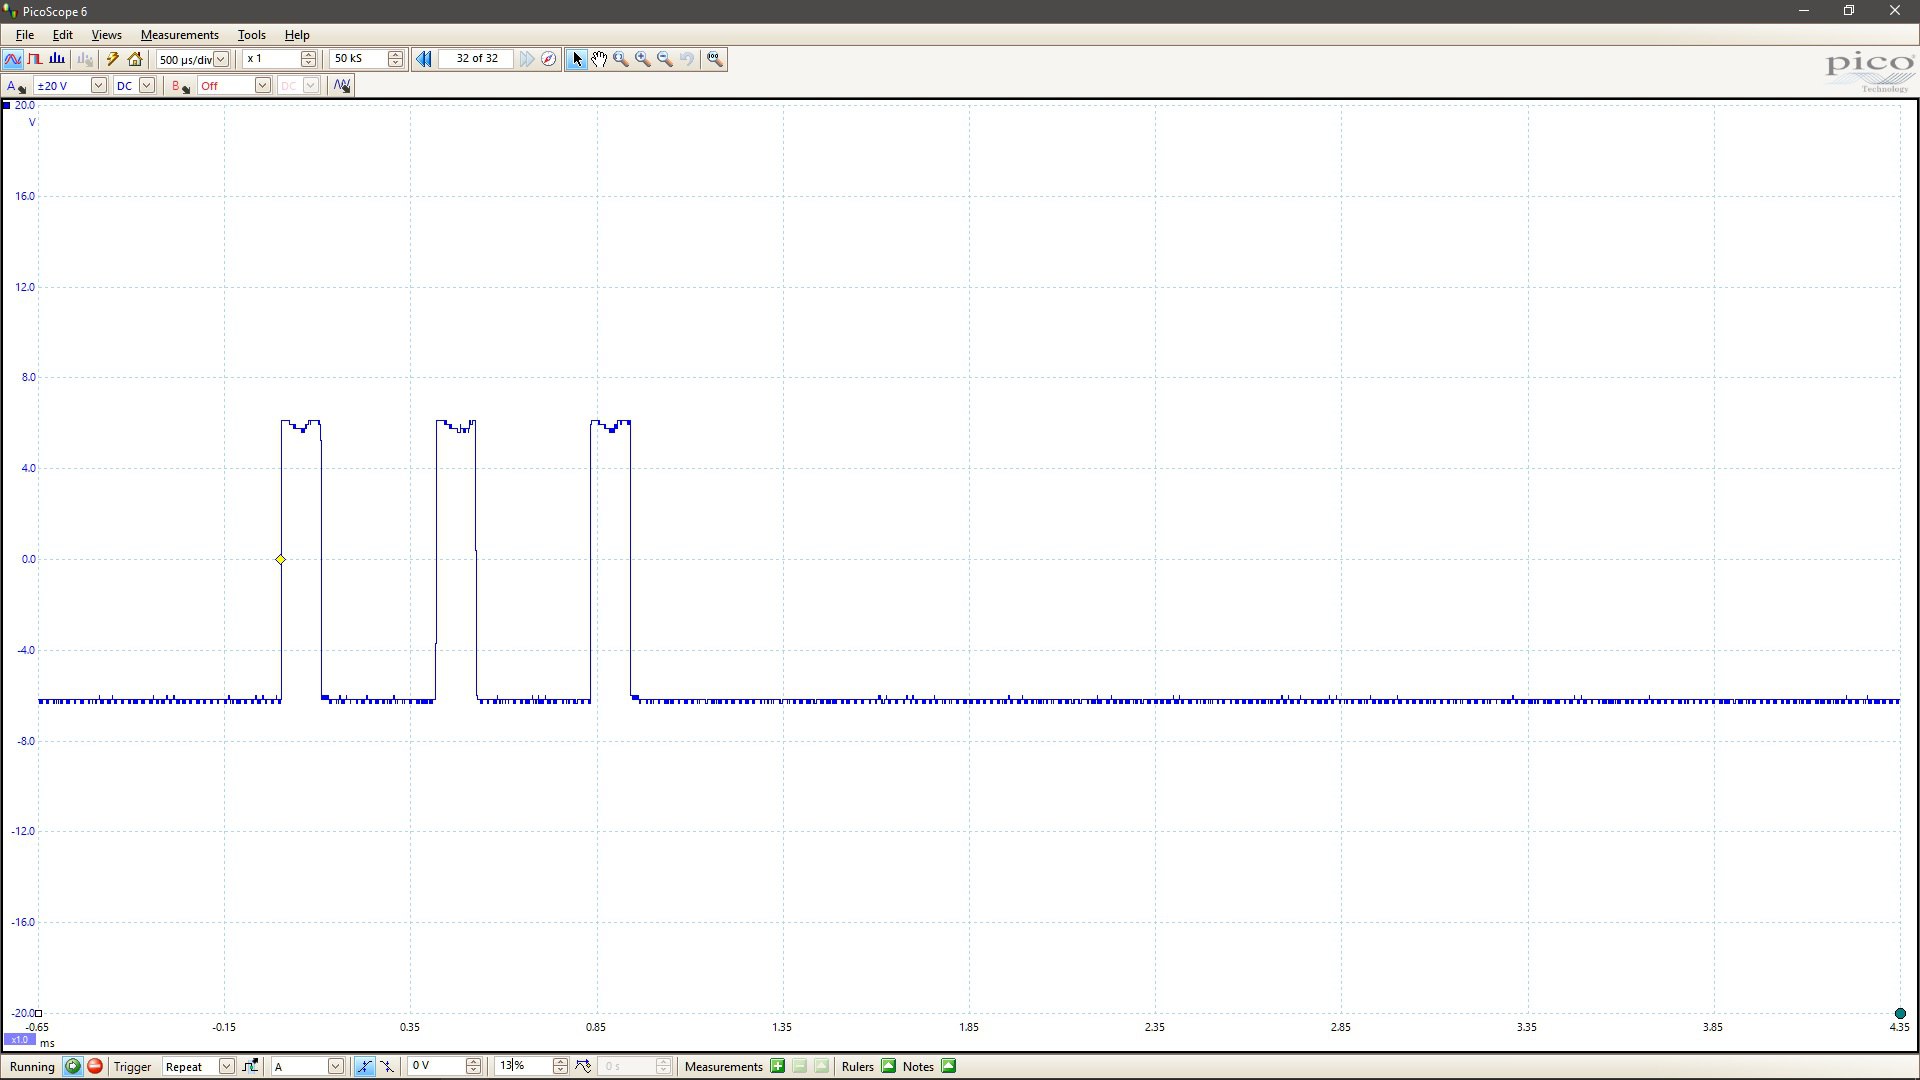 PicoScope 6
File Edit Views Measurements Tools Help
500 µs/div x 1 50 kS 32 of 32
A ±20 V DC B Off DC
pico
Technology
20.0
V
16.0
12.0
8.0
4.0
0.0
-4.0
-8.0
-12.0
-16.0
-20.0
-0.65 -0.15 0.35 0.85 1.35 1.85 2.35 2.85 3.35 3.85 4.35
x1.0 ms
Running Trigger Repeat A 0 V 13% 0 s Measurements Rulers Notes